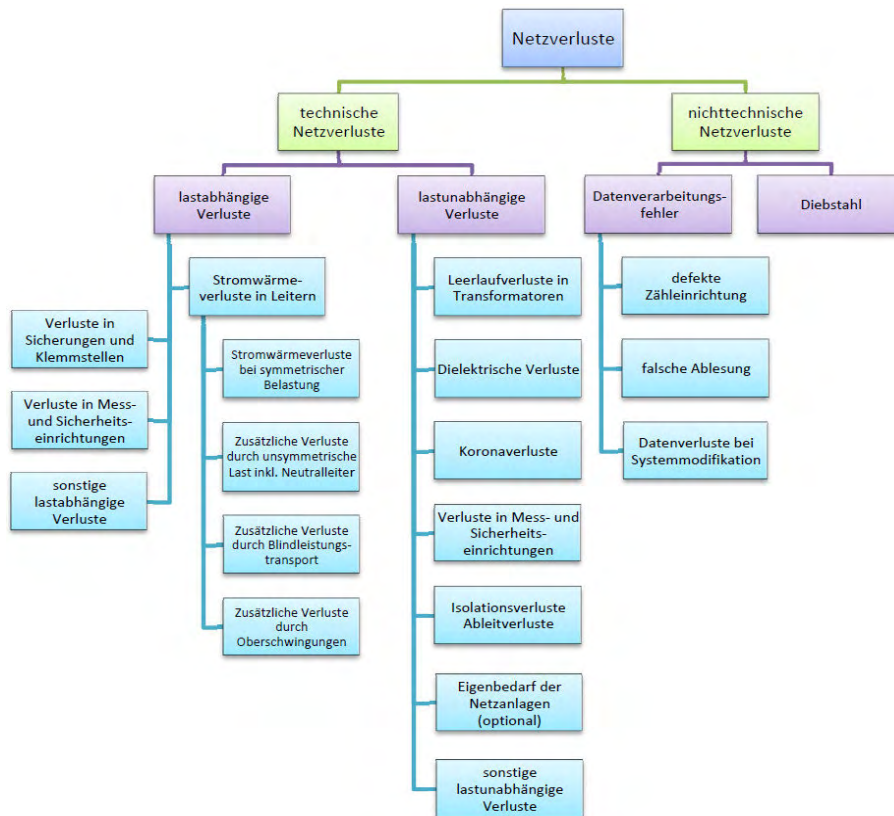 Netzverluste
technische
Netzverluste
nichttechnische
Netzverluste
lastabhängige
Verluste
lastunabhängige
Verluste
Datenverarbeitungs-
fehler
Diebstahl
Stromwärme-
verluste in Leitern
Verluste in
Sicherungen und
Klemmstellen
Verluste in Mess-
und Sicherheits-
einrichtungen
sonstige
lastabhängige
Verluste
Stromwärmeverluste
bei symmetrischer
Belastung
Zusätzliche Verluste
durch unsymmetrische
Last inkl. Neutralleiter
Zusätzliche Verluste
durch Blindleistungs-
transport
Zusätzliche Verluste
durch
Oberschwingungen
Leerlaufverluste in
Transformatoren
Dielektrische Verluste
Koronaverluste
Verluste in Mess- und
Sicherheits-
einrichtungen
Isolationsverluste
Ableitverluste
Eigenbedarf der
Netzanlagen
(optional)
sonstige
lastunabhängige
Verluste
defekte
Zähleinrichtung
falsche Ablesung
Datenverluste bei
Systemmodifikation